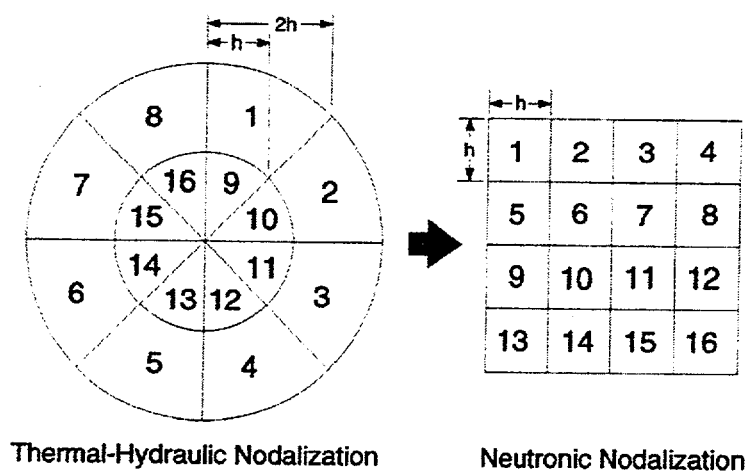 2h
h
8 1
7 16 9 2
15 10
14 11
6 13 12 3
5 4
Thermal-Hydraulic Nodalization
h
h
1 2 3 4
5 6 7 8
9 10 11 12
13 14 15 16
Neutronic Nodalization